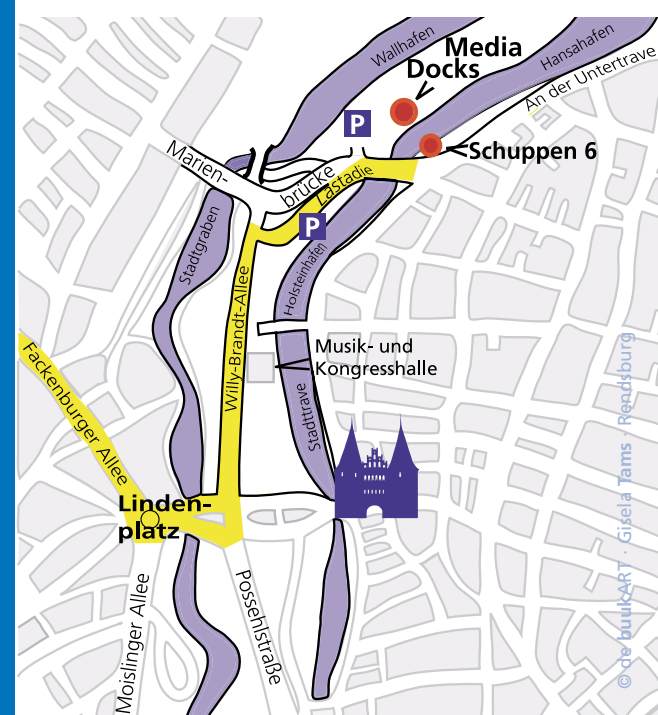 Wallhafen
Media
Docks
Hansahafen
An der Untertrave
P
Schuppen 6
Marien-
brücke
Lastadie
P
Stadtgraben
Holsteinhafen
Willy-Brandt-Allee
Musik- und
Kongresshalle
Fackenburger Allee
Stadttrave
Linden-
platz
Moislinger Allee
Possehlstraße
© de buukART · Gisela Tams · Rendsburg